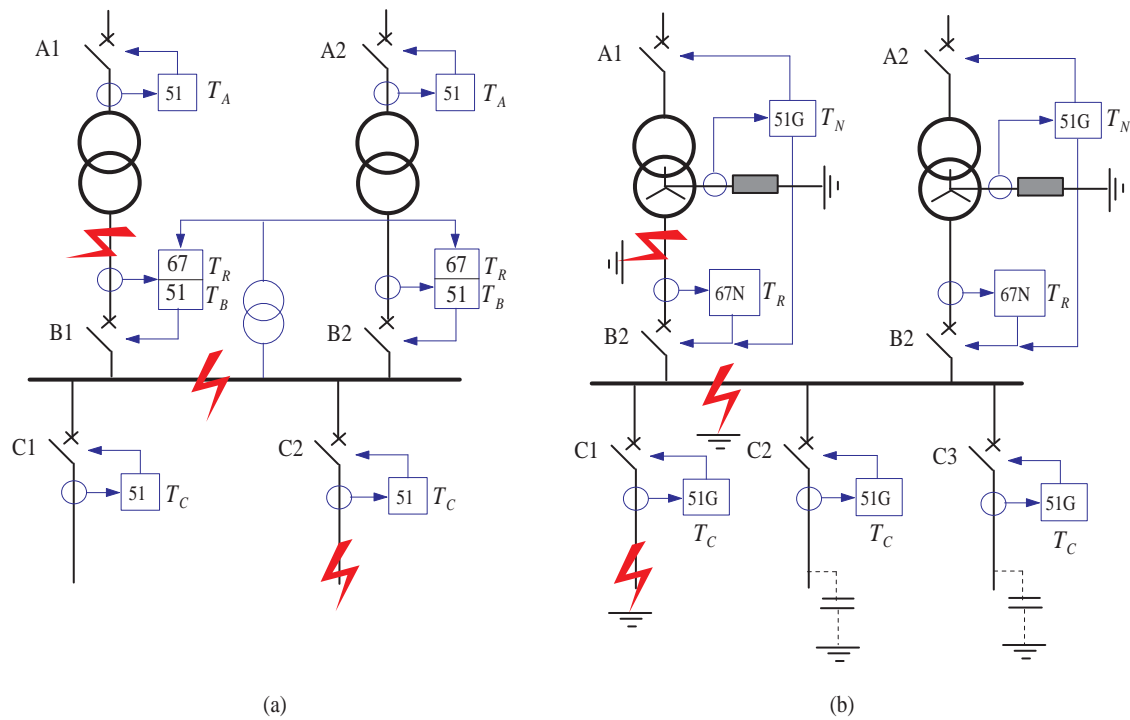 A1
51
T_A
A2
51
T_A
67
51
T_R
T_B
B1
67
51
T_R
T_B
B2
C1
51
T_C
C2
51
T_C
(a)
A1
51G
T_N
A2
51G
T_N
67N
T_R
B2
67N
T_R
B2
C1
51G
T_C
C2
51G
T_C
C3
51G
T_C
(b)